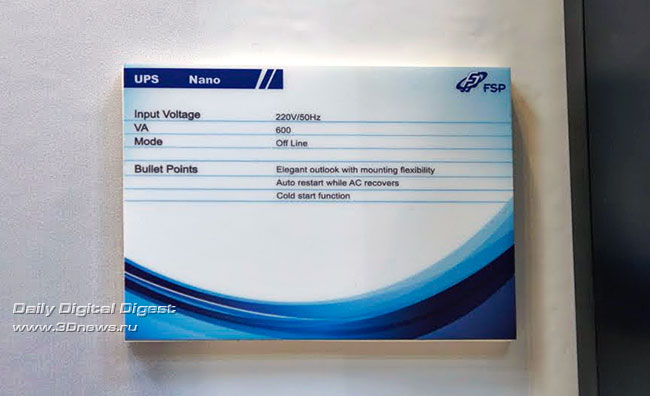 UPS Nano
FSP
Input Voltage 220V/50Hz
VA 600
Mode Off Line
Bullet Points Elegant outlook with mounting flexibility
Auto restart while AC recovers
Cold start function
Daily Digital Digest
www.3Dnews.ru